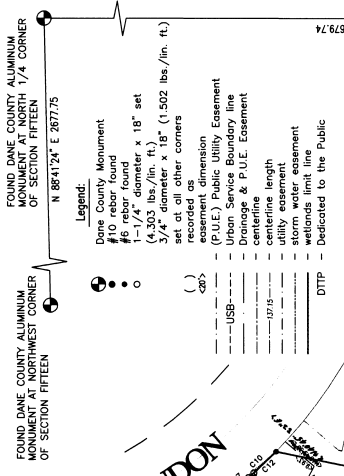 FOUND DANE COUNTY ALUMINUM
MONUMENT AT NORTHWEST CORNER
OF SECTION FIFTEEN
FOUND DANE COUNTY ALUMINUM
MONUMENT AT NORTH 1/4 CORNER
OF SECTION FIFTEEN
N 88°41'24" E 2677.75
679.74
Legend:
Dane County Monument
#10 rebar found
#6 rebar found
1-1/4" diameter x 18" set
(4.303 lbs/lin. ft.)
3/4" diameter x 18" (1.502 lbs./lin. ft.)
set at all other corners
( ) recorded as
<20'> easement dimension
(P.U.E.) Public Utility Easement
USB Urban Service Boundary line
Drainage & P.U.E. Easement
centerline
137.15 centerline length
utility easement
storm water easement
wetlands limit line
DTTP - Dedicated to the Public
C10
C12